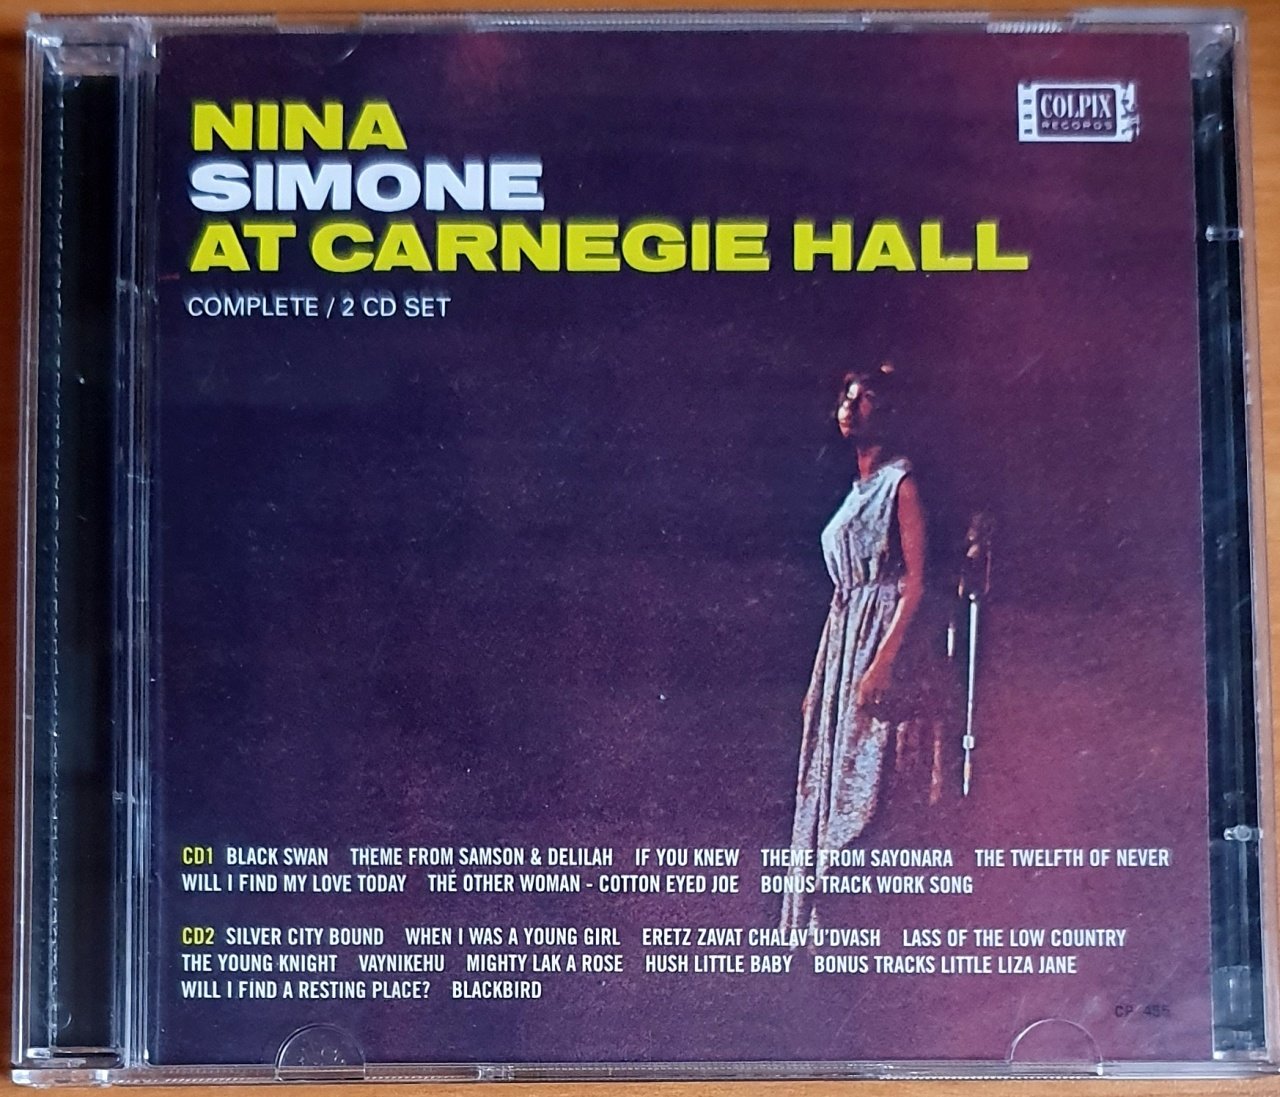 NINA
SIMONE
AT CARNEGIE HALL
COMPLETE / 2 CD SET
COLPIX
RECORDS
CD1 BLACK SWAN THEME FROM SAMSON & DELILAH IF YOU KNEW THEME FROM SAYONARA THE TWELFTH OF NEVER
WILL I FIND MY LOVE TODAY THE OTHER WOMAN - COTTON EYED JOE BONUS TRACK WORK SONG
CD2 SILVER CITY BOUND WHEN I WAS A YOUNG GIRL ERETZ ZAVAT CHALAV U'DVASH LASS OF THE LOW COUNTRY
THE YOUNG KNIGHT VAYNIKEHU MIGHTY LAK A ROSE HUSH LITTLE BABY BONUS TRACKS LITTLE LIZA JANE
WILL I FIND A RESTING PLACE? BLACKBIRD
CP 455